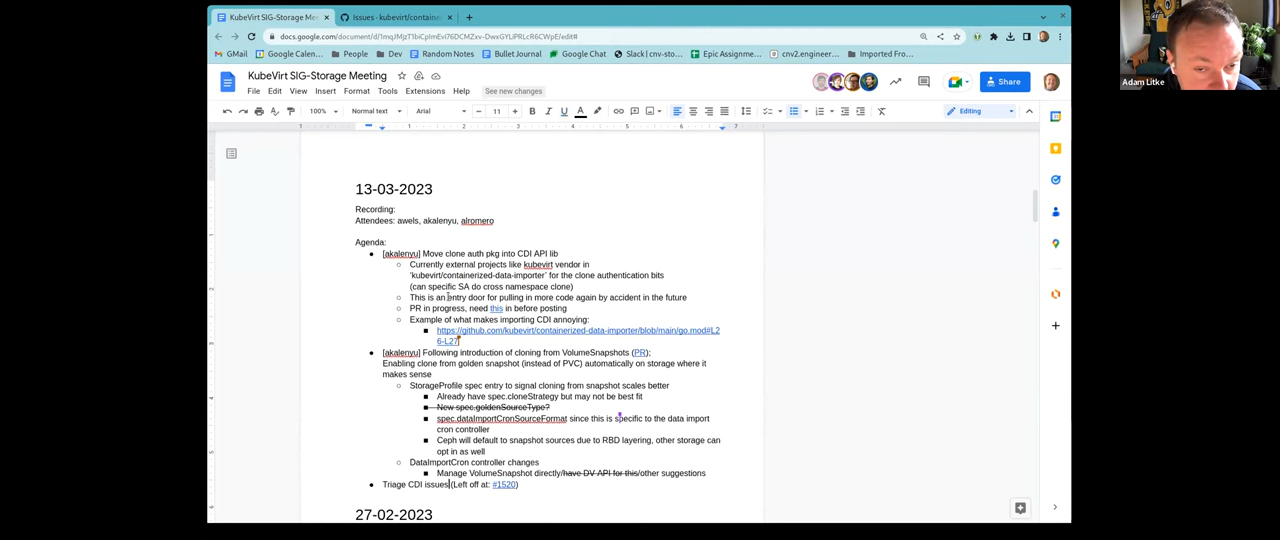 KubeVirt SIG-Storage Mee
Issues · kubevirt/contain
docs.google.com/document/d/1mqJMjzT1biCpImEvi76DCMZxv-DwxGYLIPRLcR6CWpE/edit#
GMail
Google Calen...
People
Dev
Random Notes
Bullet Journal
Google Chat
Slack | cnv-sto...
Epic Assignme...
cnv2.engineer...
Imported Fro...
Adam Litke
KubeVirt SIG-Storage Meeting
Share
File Edit View Insert Format Tools Extensions Help
See new changes
100%
Normal text
Arial
11
Editing
1 1 2 3 4 5 6 7
13-03-2023
Recording:
Attendees: awels, akalenyu, alromero
Agenda:
[akalenyu] Move clone auth pkg into CDI API lib
Currently external projects like kubevirt vendor in
'kubevirt/containerized-data-importer' for the clone authentication bits
(can specific SA do cross namespace clone)
This is an entry door for pulling in more code again by accident in the future
PR in progress, need this in before posting
Example of what makes importing CDI annoying:
https://github.com/kubevirt/containerized-data-importer/blob/main/go.mod#L2
6-L27
[akalenyu] Following introduction of cloning from VolumeSnapshots (PR);
Enabling clone from golden snapshot (instead of PVC) automatically on storage where it
makes sense
StorageProfile spec entry to signal cloning from snapshot scales better
Already have spec.cloneStrategy but may not be best fit
New spec.goldenSourceType?
spec.dataImportCronSourceFormat since this is specific to the data import
cron controller
Ceph will default to snapshot sources due to RBD layering, other storage can
opt in as well
DataImportCron controller changes
Manage VolumeSnapshot directly/have DV API for this/other suggestions
Triage CDI issues (Left off at: #1520)
27-02-2023